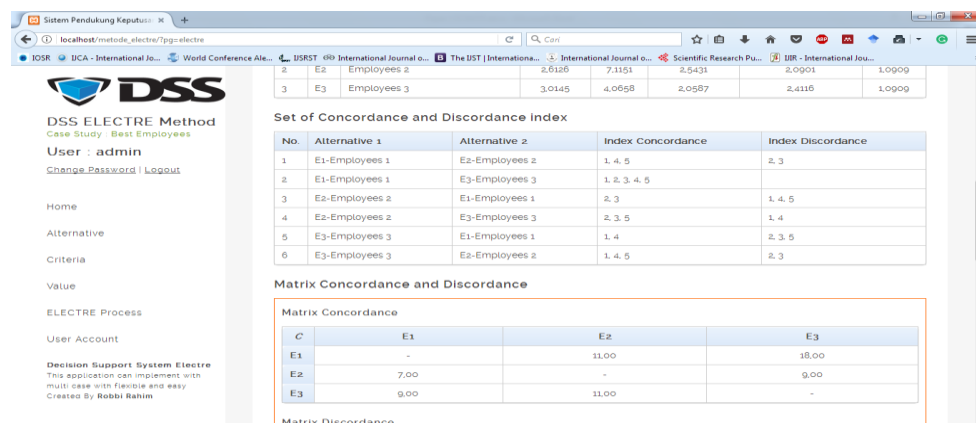 Sistem Pendukung Keputusa
localhost/metode_electre/?pg=electre
Cari
IOSR IJCA - International Jo... World Conference Ale... IJSRST International Journal o... The IJST | Internationa... International Journal o... Scientific Research Pu... IJIR - International Jou...
2 E2 Employees 2 2,6126 7,1151 2,5431 2,0901 1,0909
3 E3 Employees 3 3,0145 4,0658 2,0587 2,4116 1,0909
DSS
DSS ELECTRE Method
Case Study : Best Employees
User : admin
Change Password | Logout
Home
Alternative
Criteria
Value
ELECTRE Process
User Account
Decision Support System Electre
This application can implement with
multi case with flexible and easy
Created By Robbi Rahim
Set of Concordance and Discordance index
No. Alternative 1 Alternative 2 Index Concordance Index Discordance
1 E1-Employees 1 E2-Employees 2 1, 4, 5 2, 3
2 E1-Employees 1 E3-Employees 3 1, 2, 3, 4, 5
3 E2-Employees 2 E1-Employees 1 2, 3 1, 4, 5
4 E2-Employees 2 E3-Employees 3 2, 3, 5 1, 4
5 E3-Employees 3 E1-Employees 1 1, 4 2, 3, 5
6 E3-Employees 3 E2-Employees 2 1, 4, 5 2, 3
Matrix Concordance and Discordance
Matrix Concordance
C E1 E2 E3
E1 - 11,00 18,00
E2 7,00 - 9,00
E3 9,00 11,00 -
Matrix Discordance